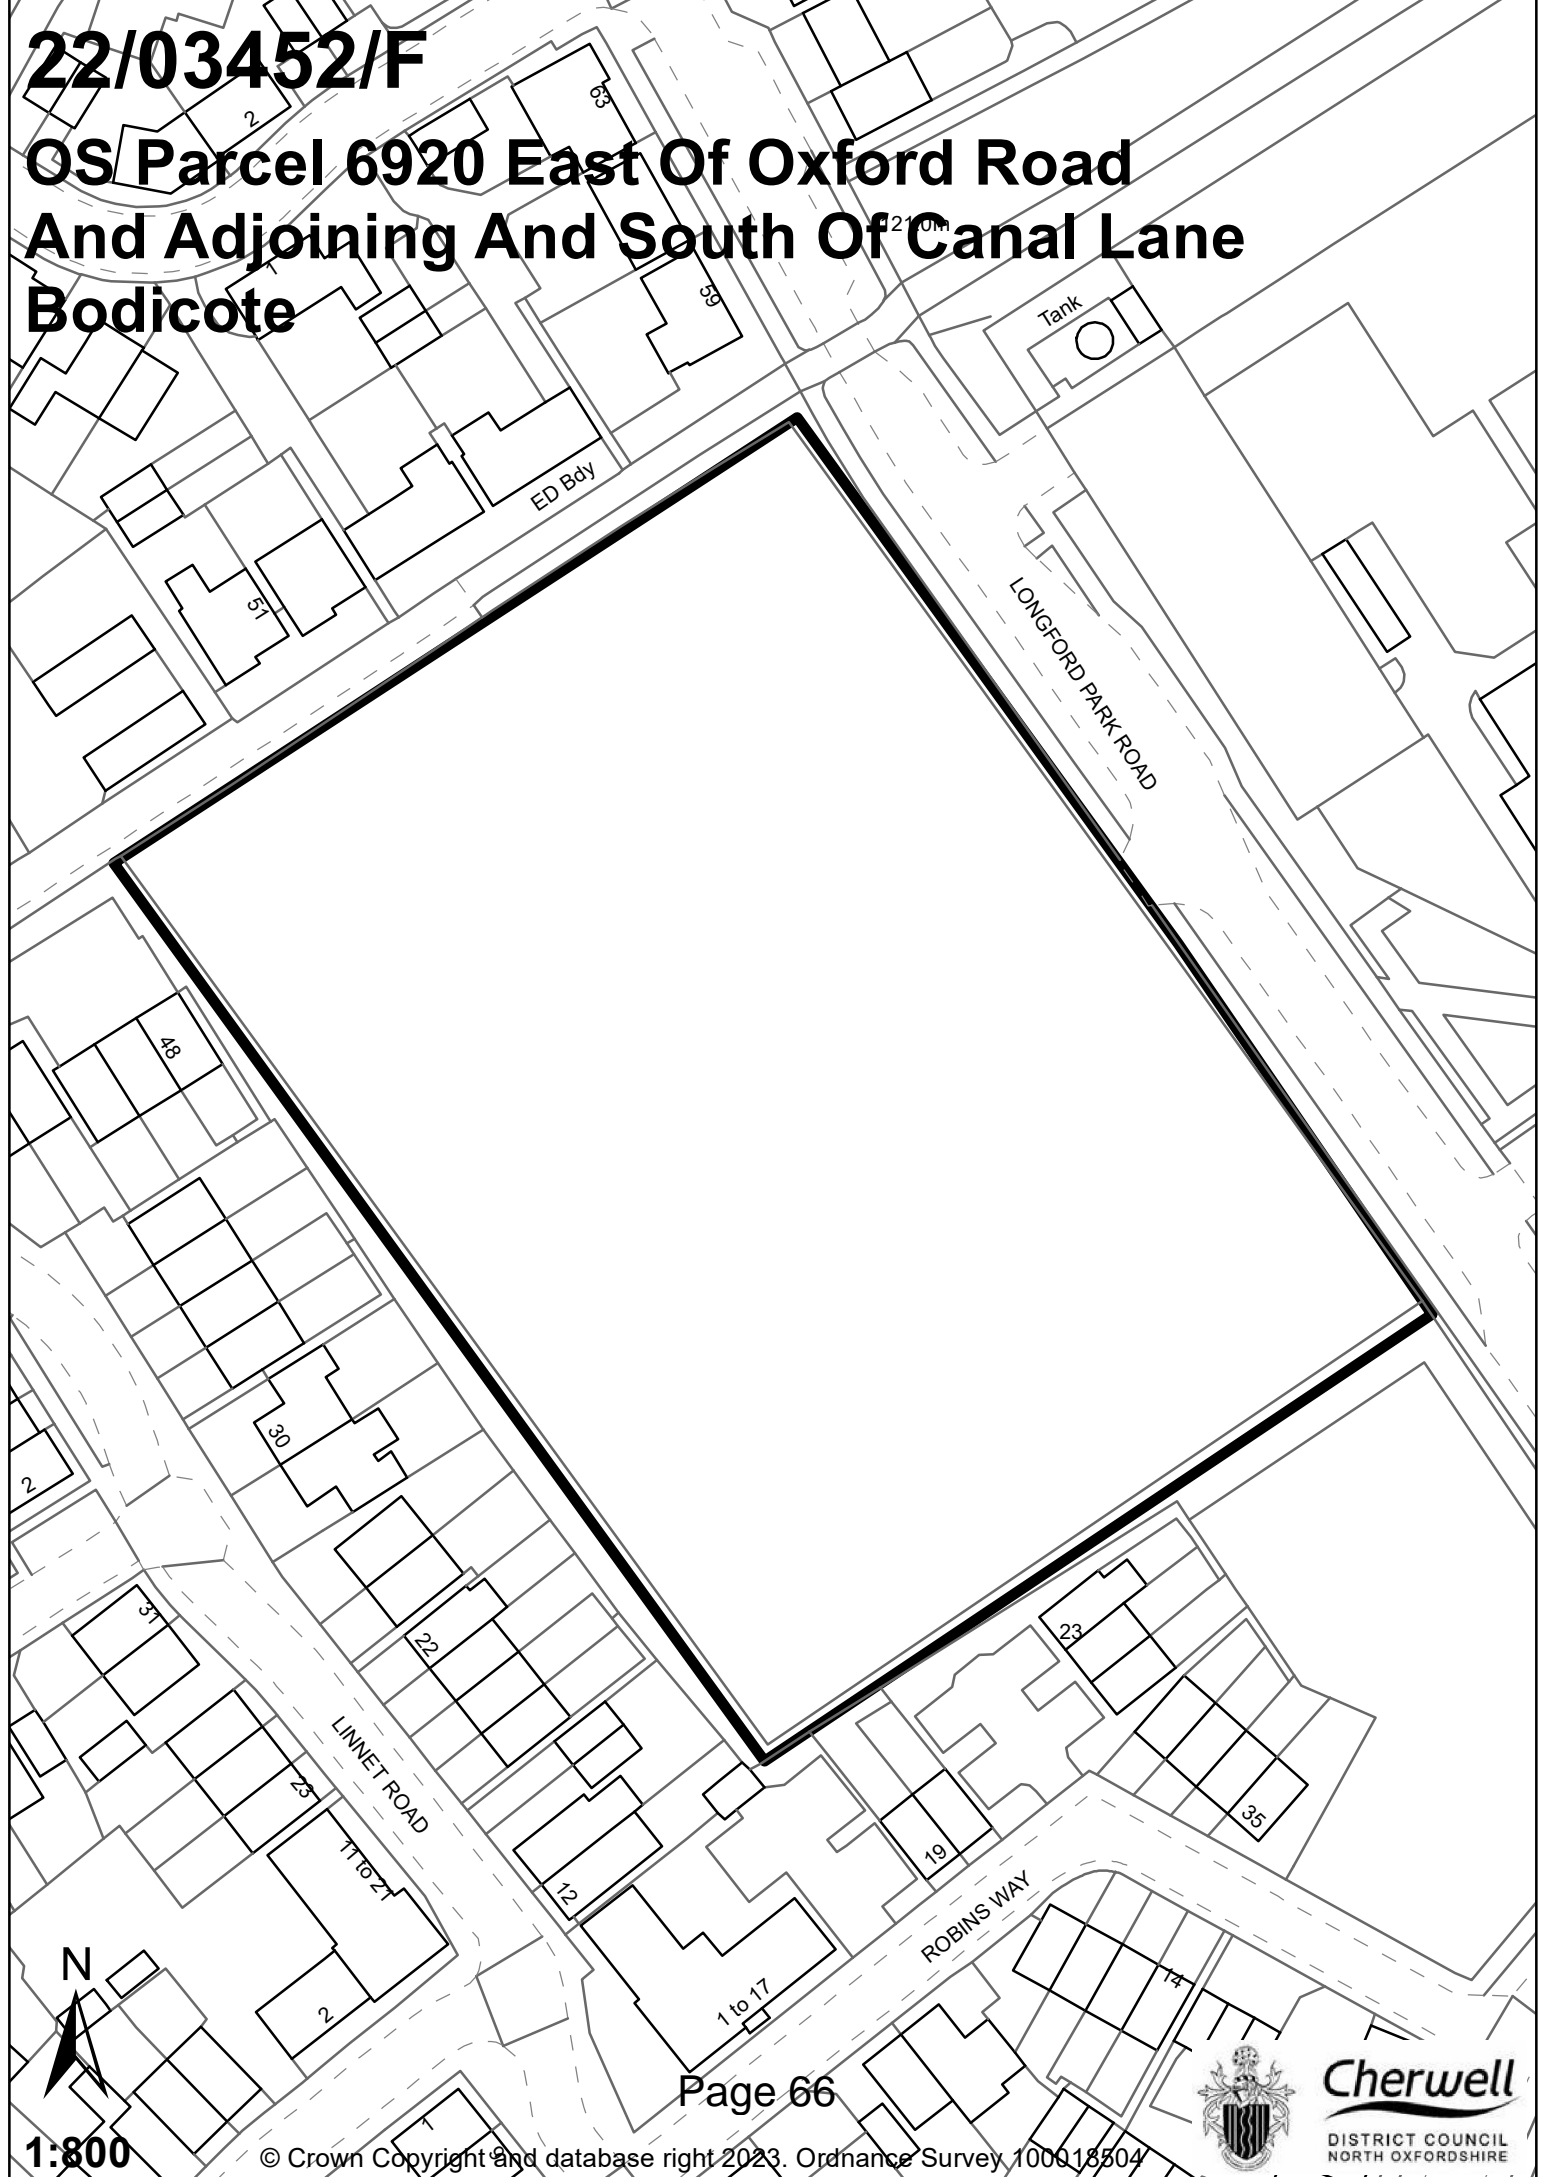 22/03452/F
OS Parcel 6920 East Of Oxford Road
And Adjoining And South Of Canal Lane
Bodicote
2
63
1
59
Tank
ED Bdy
51
LONGFORD PARK ROAD
48
30
2
31
22
23
23
LINNET ROAD
35
11 to 21
19
12
ROBINS WAY
14
N
2
1 to 17
Page 66
1
9
1:800
© Crown Copyright and database right 2023. Ordnance Survey 100018504
Cherwell
DISTRICT COUNCIL
NORTH OXFORDSHIRE